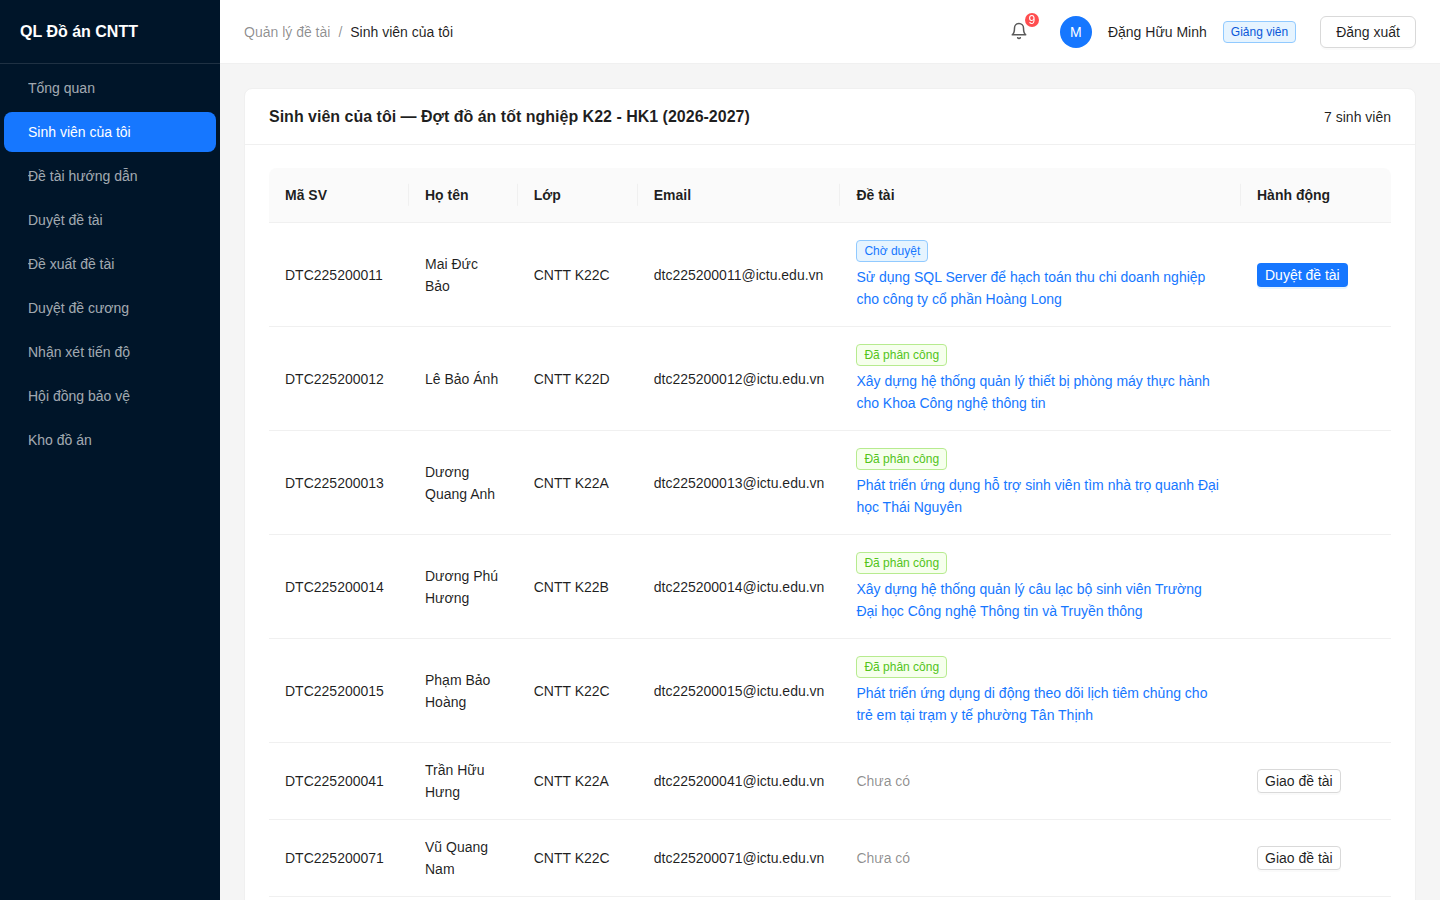 QL Đồ án CNTT
Tổng quan
Sinh viên của tôi
Đề tài hướng dẫn
Duyệt đề tài
Đề xuất đề tài
Duyệt đề cương
Nhận xét tiến độ
Hội đồng bảo vệ
Kho đồ án
Quản lý đề tài / Sinh viên của tôi
9
M
Đặng Hữu Minh
Giảng viên
Đăng xuất
Sinh viên của tôi — Đợt đồ án tốt nghiệp K22 - HK1 (2026-2027)
7 sinh viên
Mã SV Họ tên Lớp Email Đề tài Hành động
DTC225200011
Mai Đức
Bảo
CNTT K22C
dtc225200011@ictu.edu.vn
Chờ duyệt
Sử dụng SQL Server để hạch toán thu chi doanh nghiệp
cho công ty cổ phần Hoàng Long
Duyệt đề tài
DTC225200012
Lê Bảo Ánh
CNTT K22D
dtc225200012@ictu.edu.vn
Đã phân công
Xây dựng hệ thống quản lý thiết bị phòng máy thực hành
cho Khoa Công nghệ thông tin
DTC225200013
Dương
Quang Anh
CNTT K22A
dtc225200013@ictu.edu.vn
Đã phân công
Phát triển ứng dụng hỗ trợ sinh viên tìm nhà trọ quanh Đại
học Thái Nguyên
DTC225200014
Dương Phú
Hương
CNTT K22B
dtc225200014@ictu.edu.vn
Đã phân công
Xây dựng hệ thống quản lý câu lạc bộ sinh viên Trường
Đại học Công nghệ Thông tin và Truyền thông
DTC225200015
Phạm Bảo
Hoàng
CNTT K22C
dtc225200015@ictu.edu.vn
Đã phân công
Phát triển ứng dụng di động theo dõi lịch tiêm chủng cho
trẻ em tại trạm y tế phường Tân Thịnh
DTC225200041
Trần Hữu
Hưng
CNTT K22A
dtc225200041@ictu.edu.vn
Chưa có
Giao đề tài
DTC225200071
Vũ Quang
Nam
CNTT K22C
dtc225200071@ictu.edu.vn
Chưa có
Giao đề tài